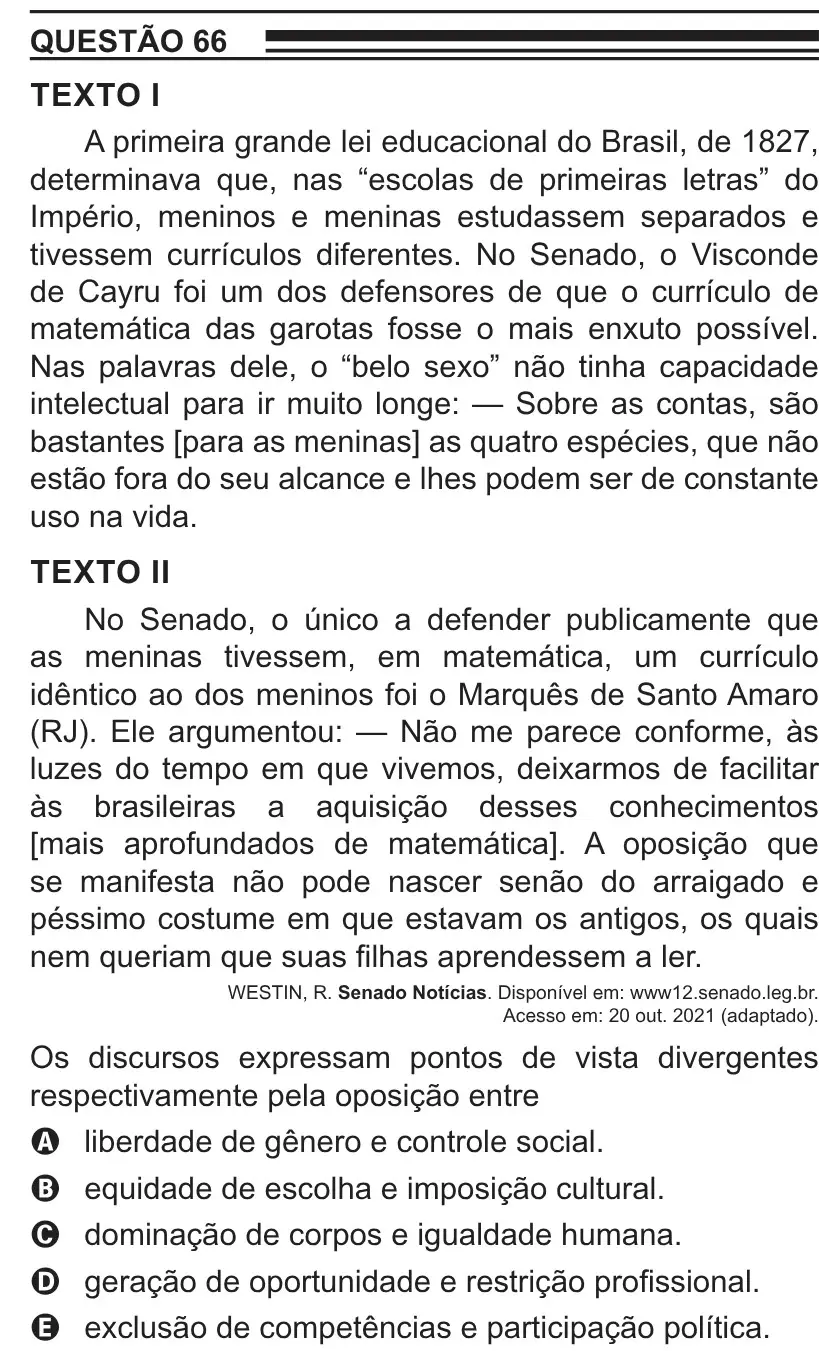 QUESTÃO 66
TEXTO I
A primeira grande lei educacional do Brasil, de 1827,
determinava que, nas “escolas de primeiras letras” do
Império, meninos e meninas estudassem separados e
tivessem currículos diferentes. No Senado, o Visconde
de Cayru foi um dos defensores de que o currículo de
matemática das garotas fosse o mais enxuto possível.
Nas palavras dele, o “belo sexo” não tinha capacidade
intelectual para ir muito longe: — Sobre as contas, são
bastantes [para as meninas] as quatro espécies, que não
estão fora do seu alcance e lhes podem ser de constante
uso na vida.
TEXTO II
No Senado, o único a defender publicamente que
as meninas tivessem, em matemática, um currículo
idêntico ao dos meninos foi o Marquês de Santo Amaro
(RJ). Ele argumentou: — Não me parece conforme, às
luzes do tempo em que vivemos, deixarmos de facilitar
às brasileiras a aquisição desses conhecimentos
[mais aprofundados de matemática]. A oposição que
se manifesta não pode nascer senão do arraigado e
péssimo costume em que estavam os antigos, os quais
nem queriam que suas filhas aprendessem a ler.
WESTIN, R. Senado Notícias. Disponível em: www12.senado.leg.br.
Acesso em: 20 out. 2021 (adaptado).
Os discursos expressam pontos de vista divergentes
respectivamente pela oposição entre
A liberdade de gênero e controle social.
B equidade de escolha e imposição cultural.
C dominação de corpos e igualdade humana.
D geração de oportunidade e restrição profissional.
E exclusão de competências e participação política.